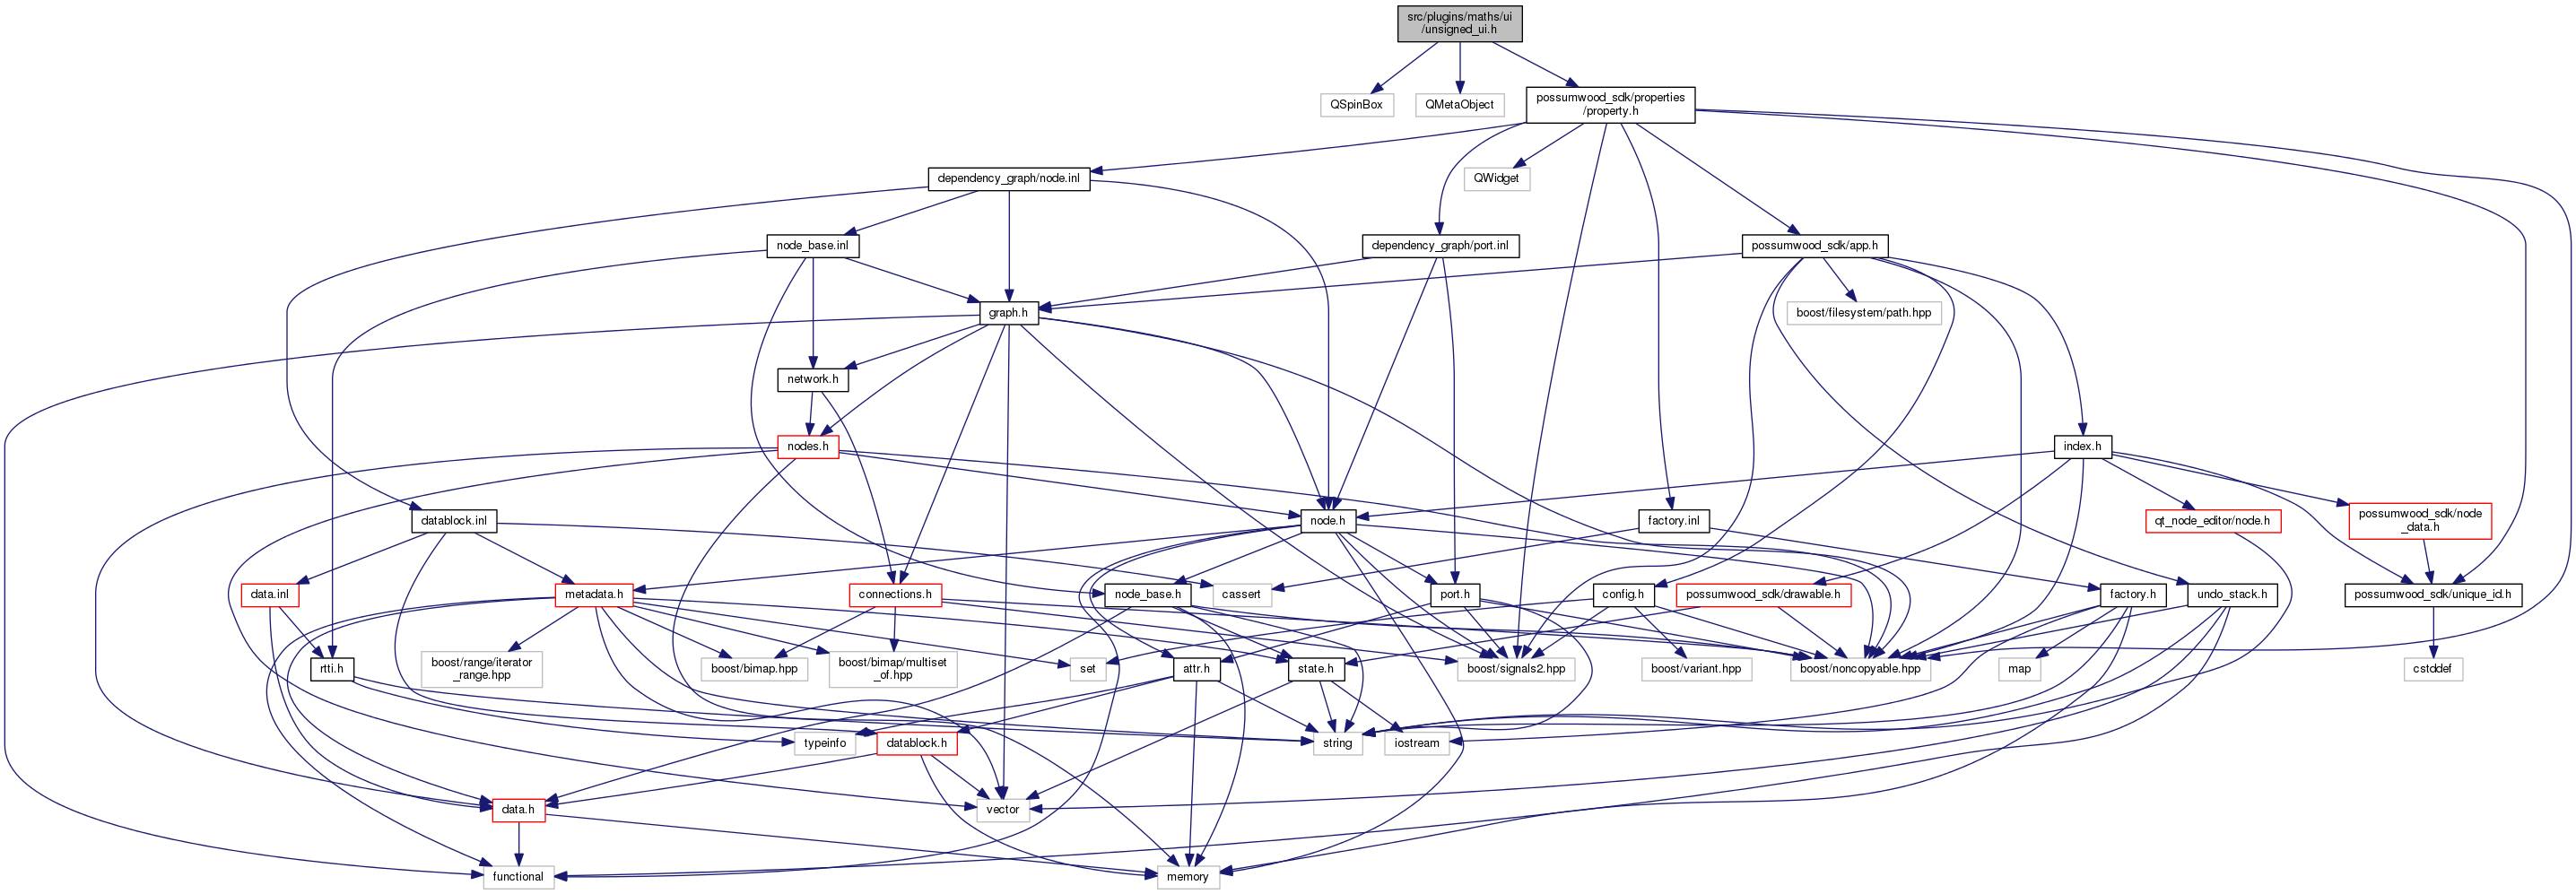 src/plugins/maths/ui
/unsigned_ui.h
QSpinBox
QMetaObject
possumwood_sdk/properties
/property.h
dependency_graph/node.inl
QWidget
node_base.inl
dependency_graph/port.inl
possumwood_sdk/app.h
graph.h
boost/filesystem/path.hpp
network.h
nodes.h
index.h
datablock.inl
node.h
factory.inl
qt_node_editor/node.h
possumwood_sdk/node
_data.h
data.inl
metadata.h
connections.h
node_base.h
cassert
port.h
config.h
possumwood_sdk/drawable.h
factory.h
undo_stack.h
possumwood_sdk/unique_id.h
rtti.h
boost/range/iterator
_range.hpp
boost/bimap.hpp
boost/bimap/multiset
_of.hpp
set
attr.h
state.h
boost/signals2.hpp
boost/variant.hpp
boost/noncopyable.hpp
map
cstddef
typeinfo
datablock.h
string
iostream
data.h
vector
functional
memory